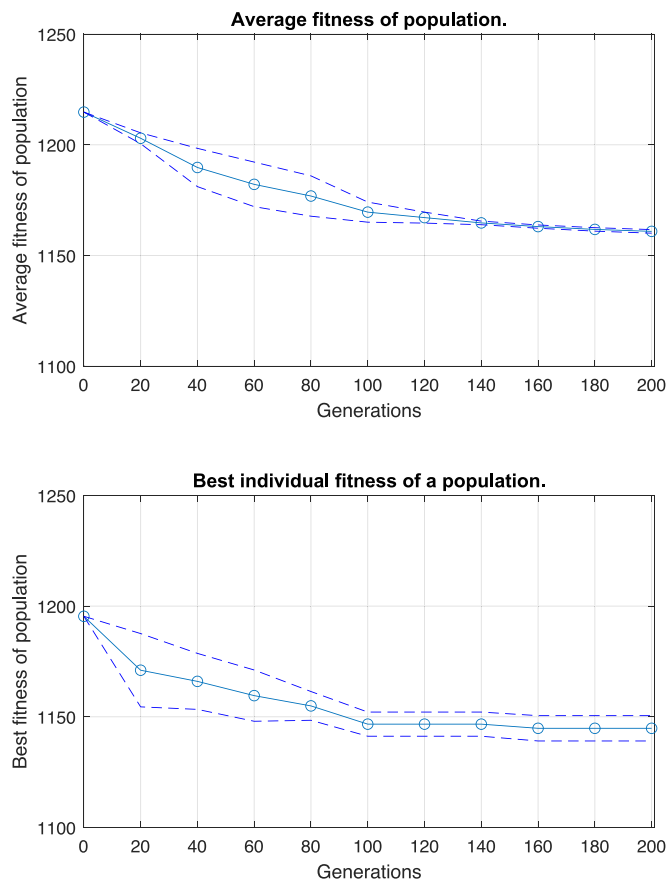 Average fitness of population.
1250
1200
1150
1100
Average fitness of population
0 20 40 60 80 100 120 140 160 180 200
Generations
Best individual fitness of a population.
1250
1200
1150
1100
Best fitness of population
0 20 40 60 80 100 120 140 160 180 200
Generations